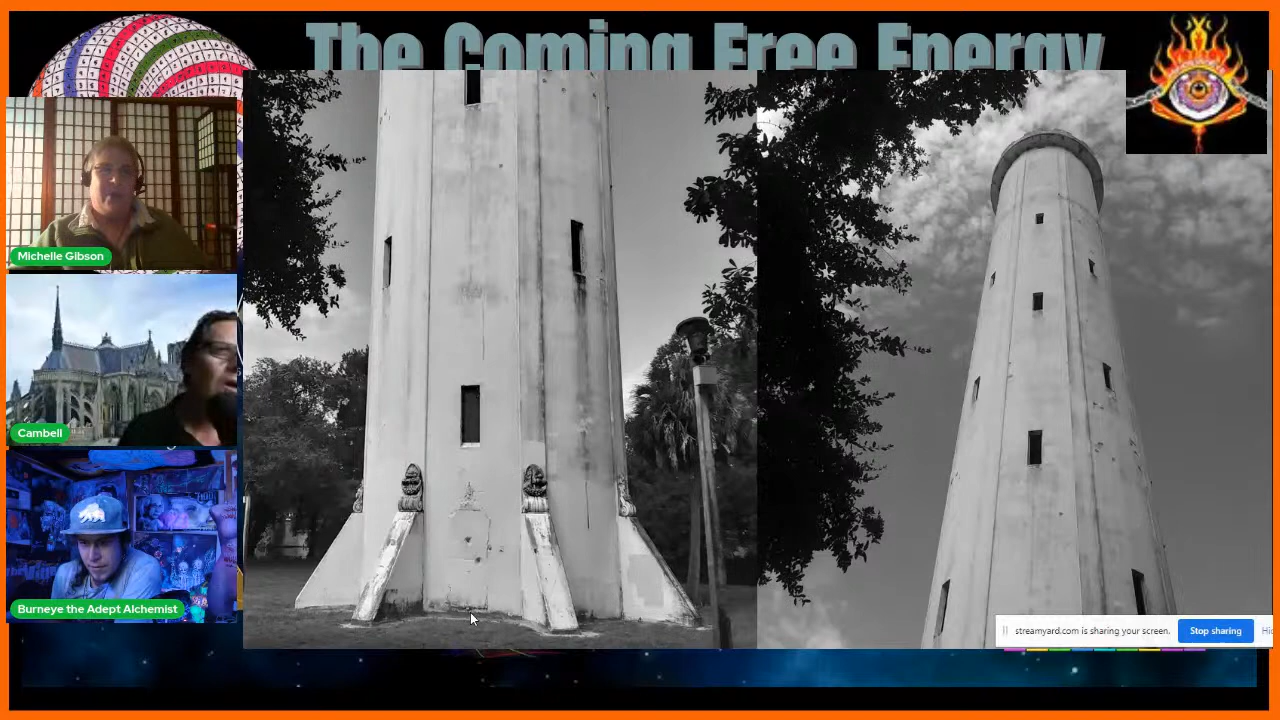 The Coming Free Energy
Michelle Gibson
Cambell
Burneye the Adept Alchemist
streamyard.com is sharing your screen.
Stop sharing